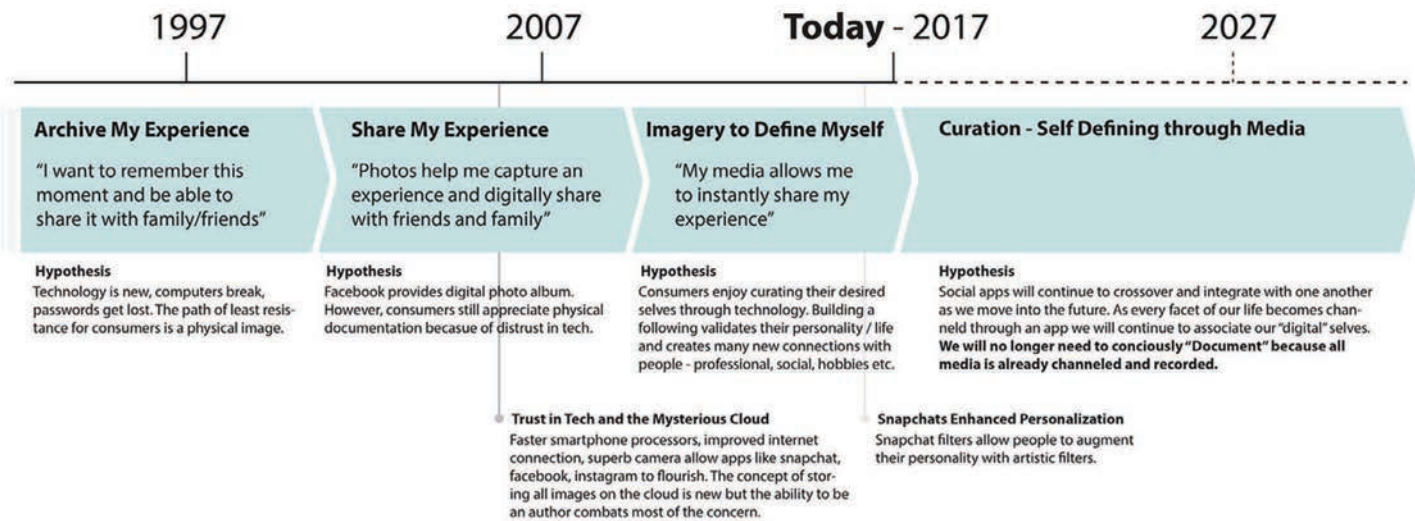 1997
2007
Today - 2017
2027
Archive My Experience
“I want to remember this
moment and be able to
share it with family/friends”
Share My Experience
“Photos help me capture an
experience and digitally share
with friends and family”
Imagery to Define Myself
“My media allows me
to instantly share my
experience”
Curation - Self Defining through Media
Hypothesis
Technology is new, computers break,
passwords get lost. The path of least resis-
tance for consumers is a physical image.
Hypothesis
Facebook provides digital photo album.
However, consumers still appreciate physical
documentation becasue of distrust in tech.
Hypothesis
Consumers enjoy curating their desired
selves through technology. Building a
following validates their personality / life
and creates many new connections with
people - professional, social, hobbies etc.
Hypothesis
Social apps will continue to crossover and integrate with one another
as we move into the future. As every facet of our life becomes chan-
neld through an app we will continue to associate our “digital” selves.
We will no longer need to conciously “Document” because all
media is already channeled and recorded.
Trust in Tech and the Mysterious Cloud
Faster smartphone processors, improved internet
connection, superb camera allow apps like snapchat,
facebook, instagram to flourish. The concept of stor-
ing all images on the cloud is new but the ability to be
an author combats most of the concern.
Snapchats Enhanced Personalization
Snapchat filters allow people to augment
their personality with artistic filters.